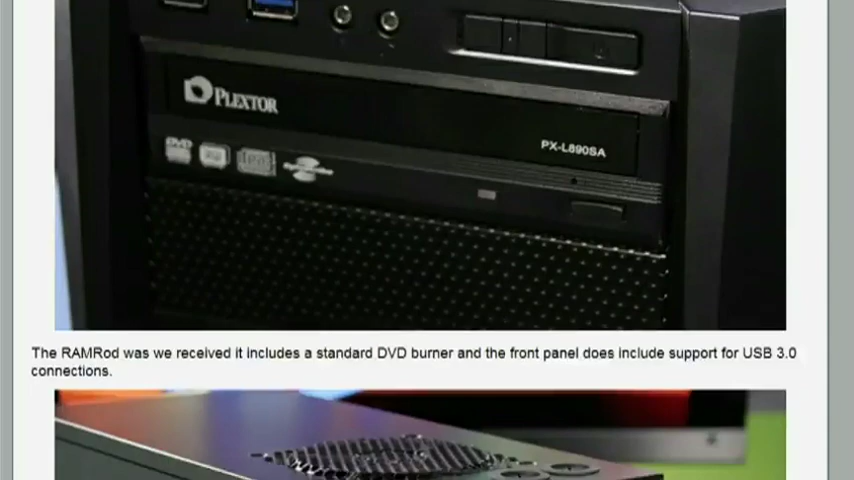 PLEXTOR
PX-L890SA
DVD
The RAMRod was we received it includes a standard DVD burner and the front panel does include support for USB 3.0
connections.